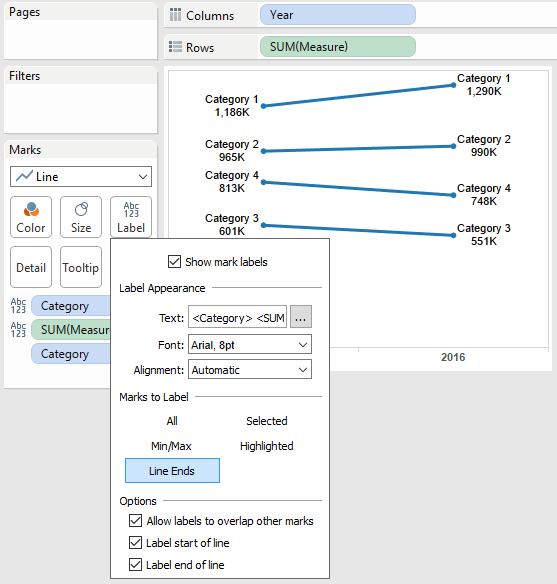 Pages
Columns
Year
Rows
SUM(Measure)
Filters
Category 1
1,186K
Category 1
1,290K
Category 2
965K
Category 2
990K
Category 4
813K
Category 4
748K
Category 3
601K
Category 3
551K
2016
Marks
Line
Color
Size
Abc
123
Label
Detail
Tooltip
Abc
123
Category
Abc
123
SUM(Measu
Category
Show mark labels
Label Appearance
Text:
<Category> <SUM
...
Font:
Arial, 8pt
Alignment:
Automatic
Marks to Label
All
Selected
Min/Max
Highlighted
Line Ends
Options
Allow labels to overlap other marks
Label start of line
Label end of line